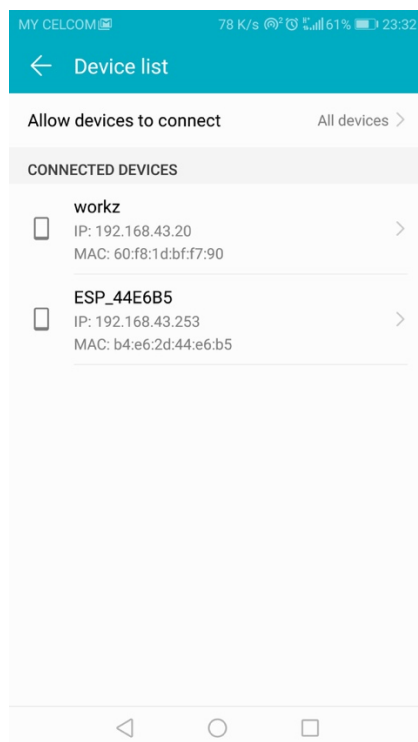 MY CELCOM 78 K/s 2 61% 23:32
Device list
Allow devices to connect All devices
CONNECTED DEVICES
workz
IP: 192.168.43.20
MAC: 60:f8:1d:bf:f7:90
ESP_44E6B5
IP: 192.168.43.253
MAC: b4:e6:2d:44:e6:b5